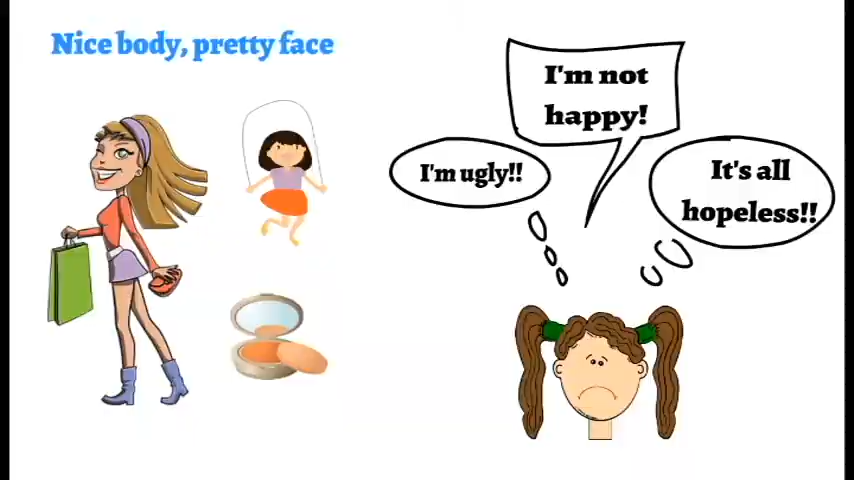 Nice body, pretty face
I'm not
happy!
I'm ugly!!
It's all
hopeless!!